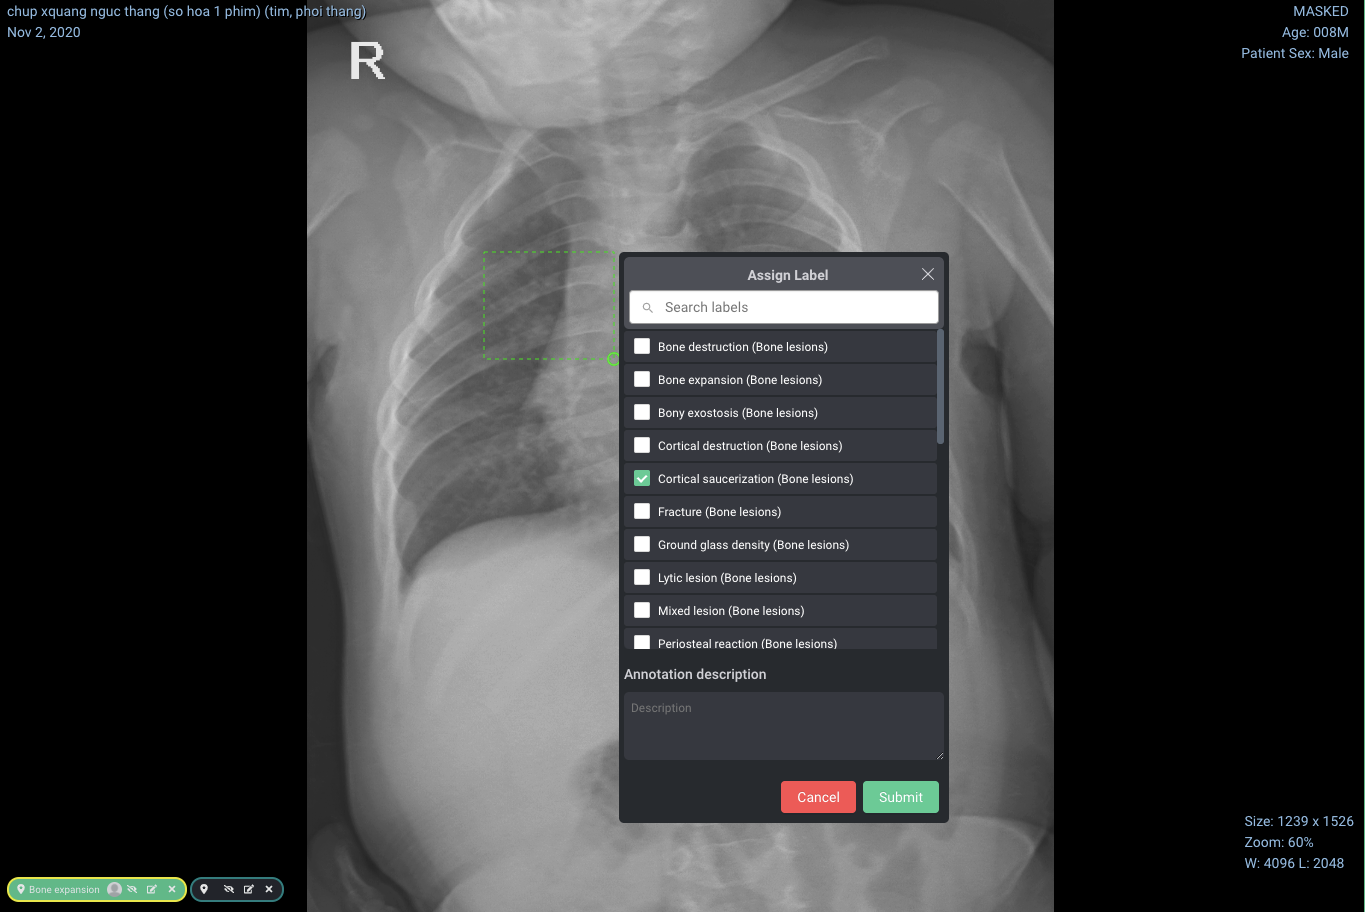 chup xquang nguc thang (so hoa 1 phim) (tim, phoi thang)
Nov 2, 2020
MASKED
Age: 008M
Patient Sex: Male
R
Assign Label
Search labels
Bone destruction (Bone lesions)
Bone expansion (Bone lesions)
Bony exostosis (Bone lesions)
Cortical destruction (Bone lesions)
Cortical saucerization (Bone lesions)
Fracture (Bone lesions)
Ground glass density (Bone lesions)
Lytic lesion (Bone lesions)
Mixed lesion (Bone lesions)
Periosteal reaction (Bone lesions)
Annotation description
Description
Cancel Submit
Size: 1239 x 1526
Zoom: 60%
W: 4096 L: 2048
Bone expansion